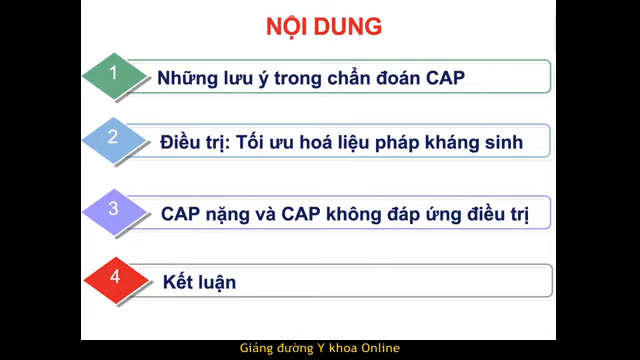 NỘI DUNG
1
Những lưu ý trong chẩn đoán CAP
2
Điều trị: Tối ưu hoá liệu pháp kháng sinh
3
CAP nặng và CAP không đáp ứng điều trị
4
Kết luận
Giảng đường Y khoa Online